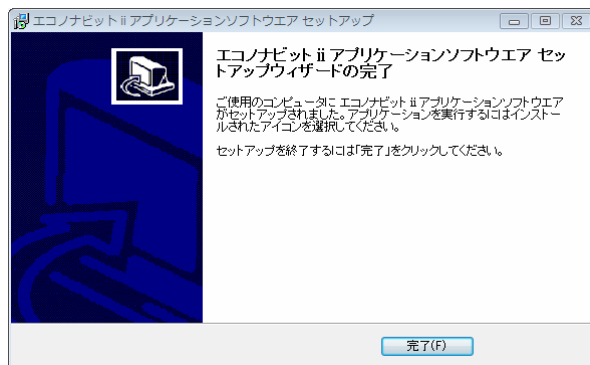 エコノナビット ii アプリケーションソフトウエア セットアップ
エコノナビット ii アプリケーションソフトウエア セッ
トアップウィザードの完了
ご使用のコンピュータに エコノナビット ii アプリケーションソフトウエア
がセットアップされました。アプリケーションを実行するにはインストー
ルされたアイコンを選択してください。
セットアップを終了するには「完了」をクリックしてください。
完了(F)